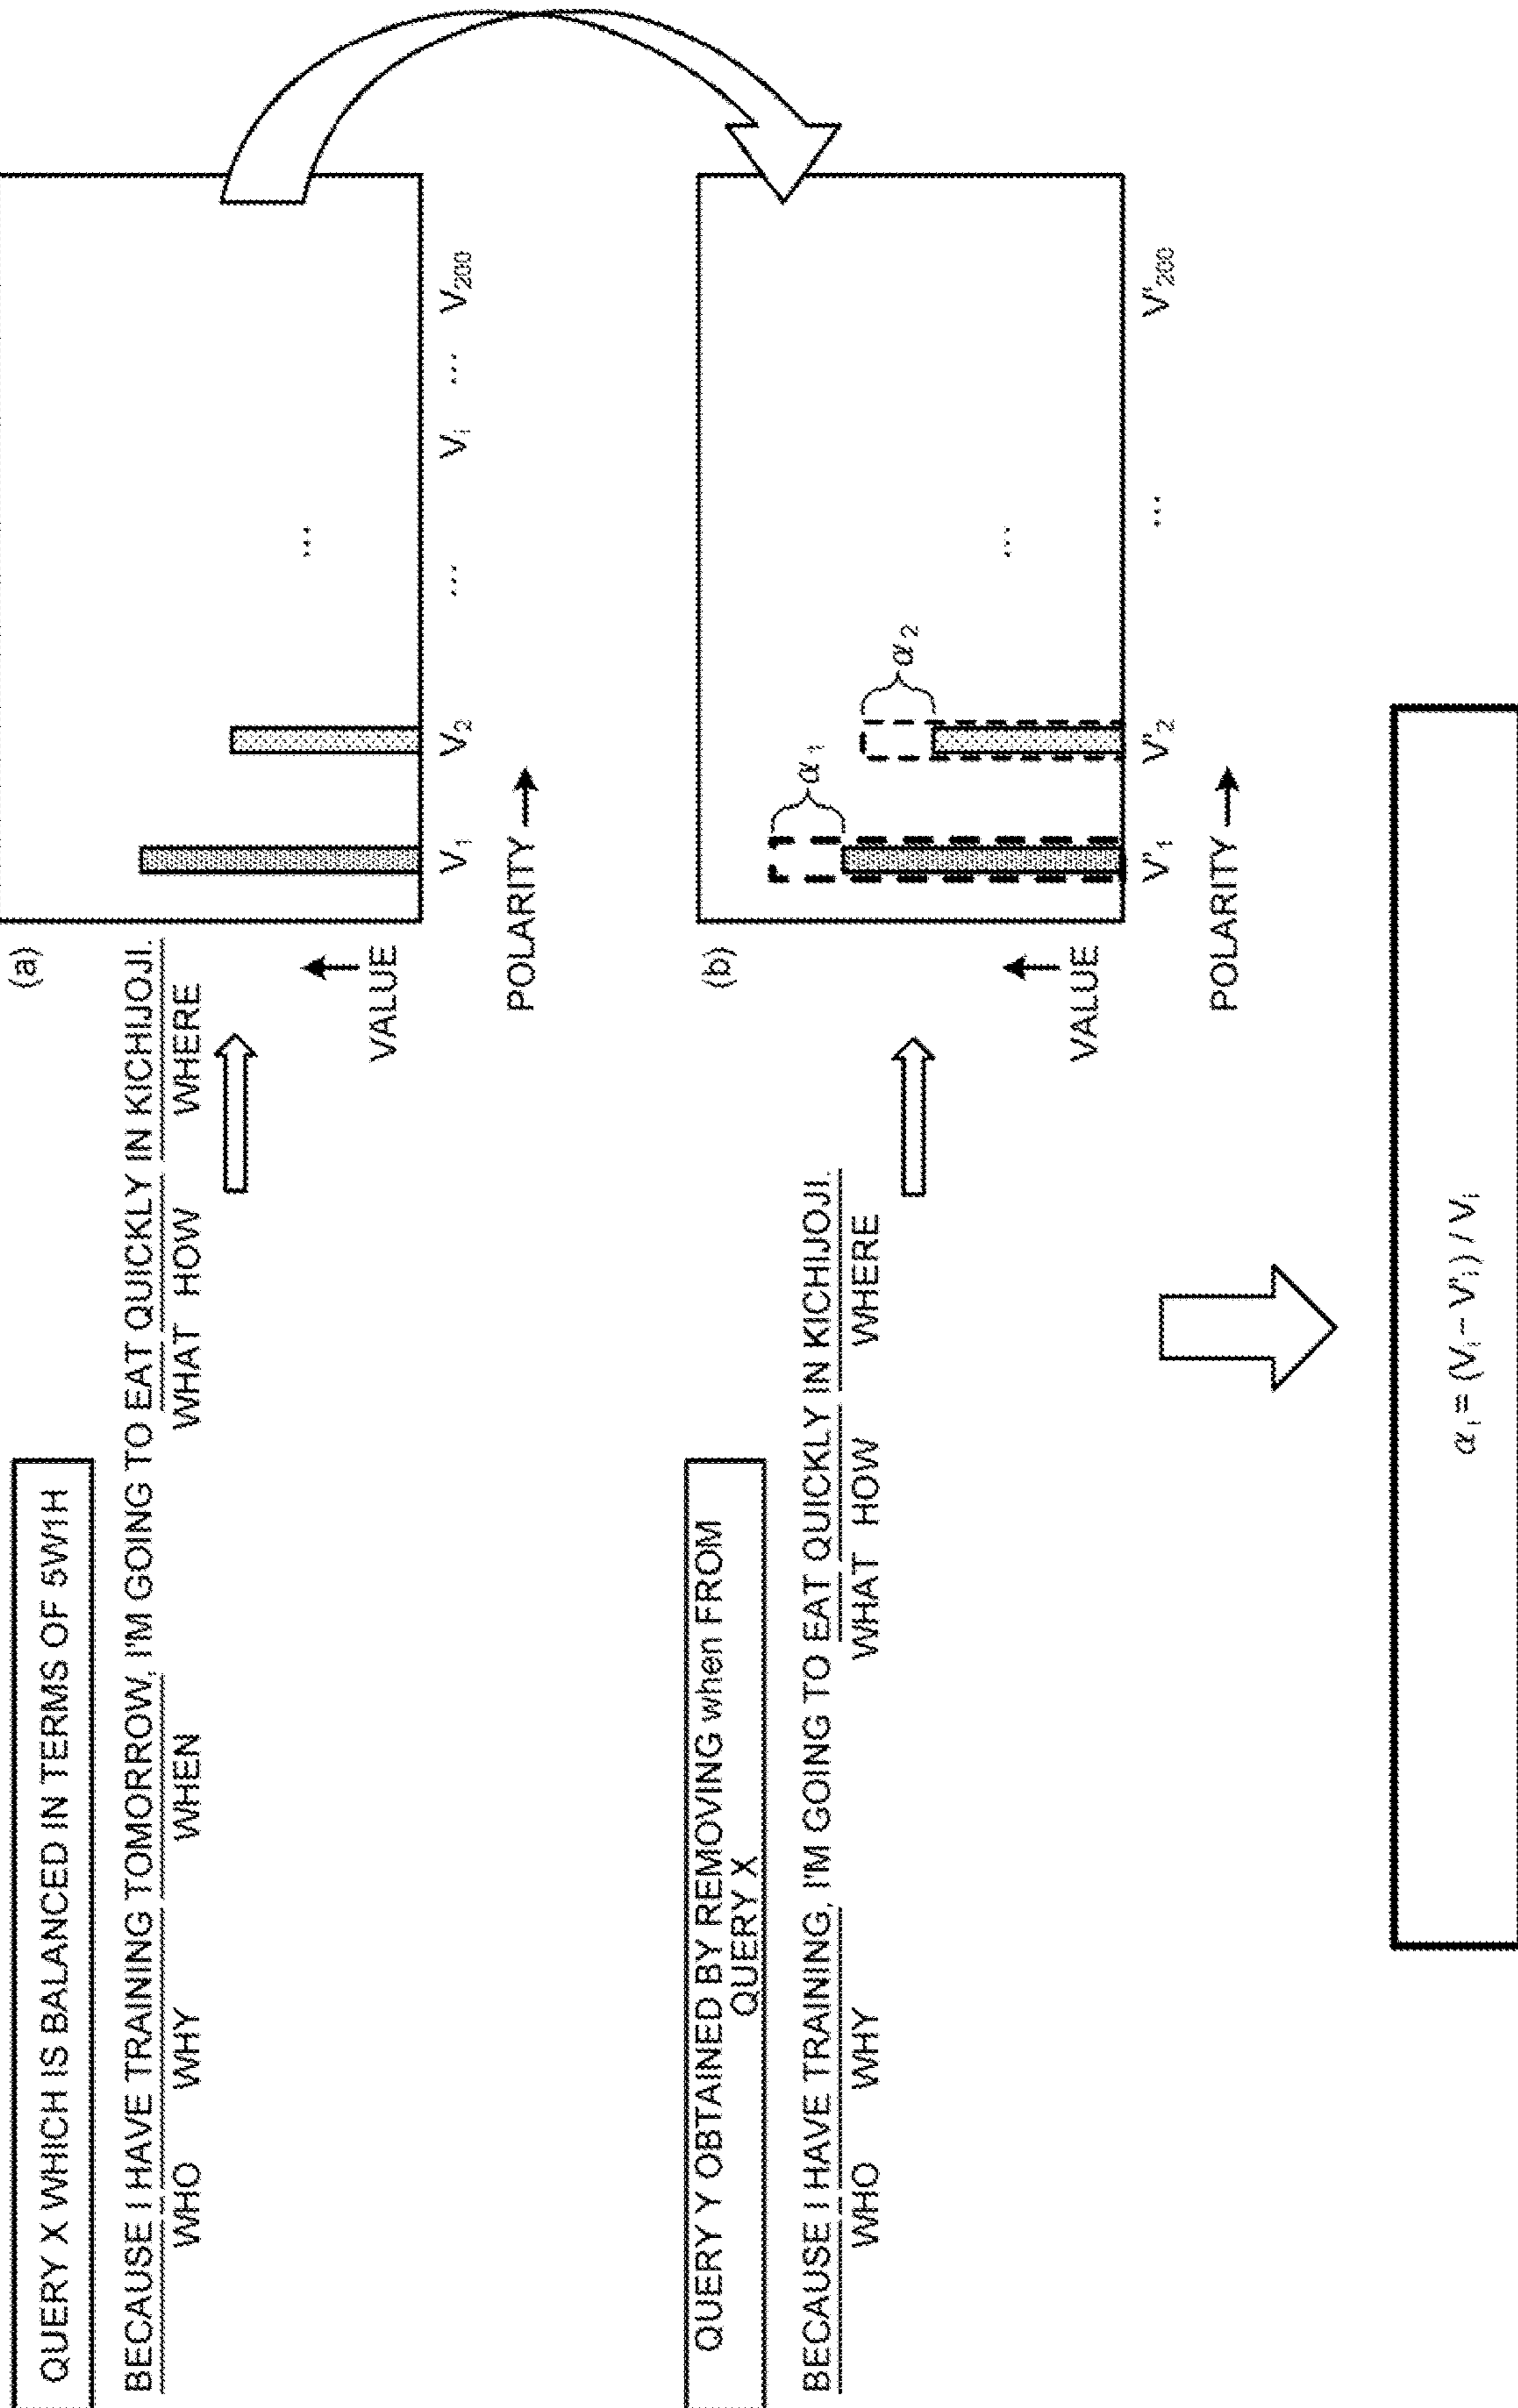 QUERY X WHICH IS BALANCED IN TERMS OF 5W1H
BECAUSE I HAVE TRAINING TOMORROW, I'M GOING TO EAT QUICKLY IN KICHIJOJI.
WHO WHY WHEN WHAT HOW WHERE
(a)
VALUE
V1 V2 ... Vi ... V200
...
POLARITY
QUERY Y OBTAINED BY REMOVING when FROM
QUERY X
BECAUSE I HAVE TRAINING, I'M GOING TO EAT QUICKLY IN KICHIJOJI.
WHO WHY WHAT HOW WHERE
(b)
α1 α2
...
VALUE
V'1 V'2 ... V'200
POLARITY
αi = (Vi – V'i) / Vi